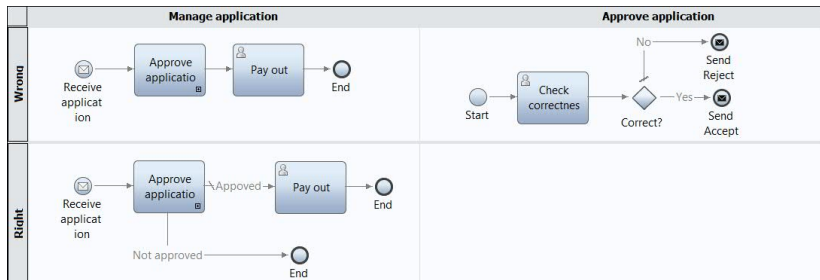 Manage application
Approve application
Wrong
Receive
applicat
ion
Approve
applicatio
Pay out
End
Start
Check
correctnes
Correct?
No
Send
Reject
Yes
Send
Accept
Right
Receive
applicat
ion
Approve
applicatio
Appoved
Pay out
End
Not approved
End